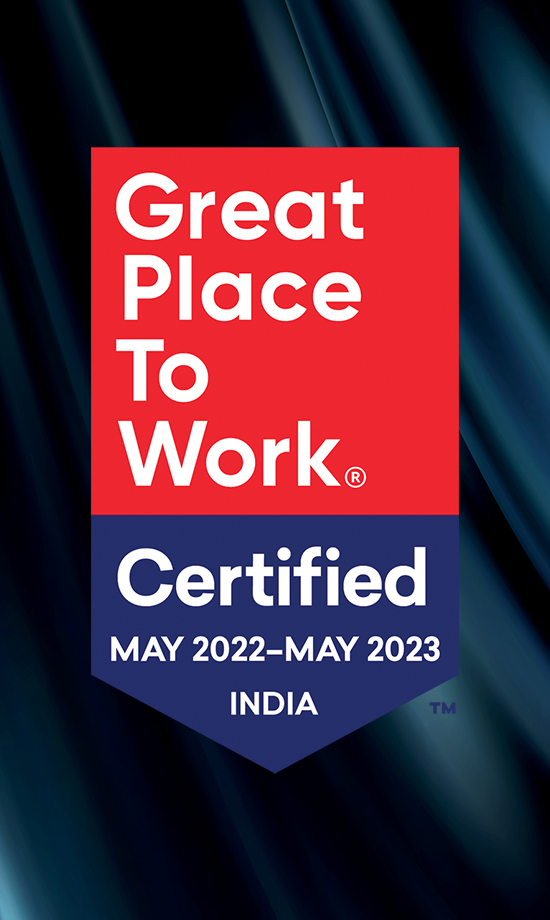 Great
Place
To
Work®
Certified
MAY 2022–MAY 2023
INDIA
TM